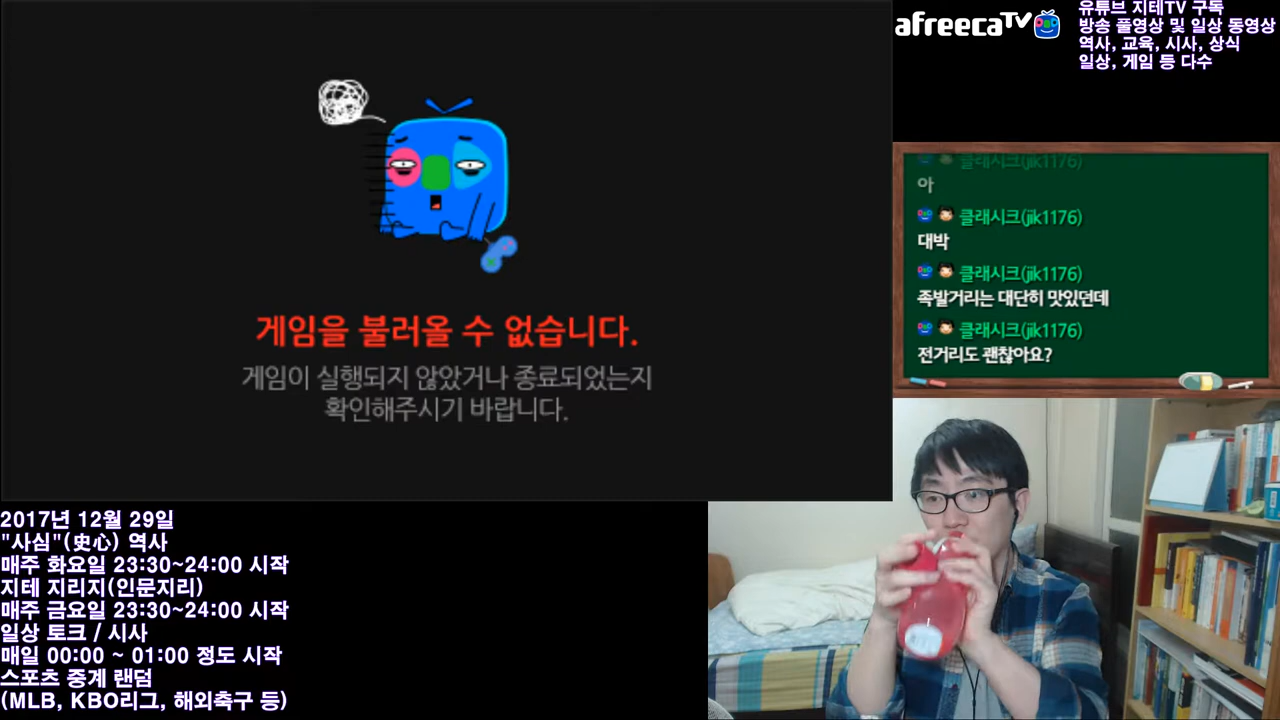 게임을 불러올 수 없습니다.
게임이 실행되지 않았거나 종료되었는지
확인해주시기 바랍니다.
afreecaTV
유튜브 지테TV 구독
방송 풀영상 및 일상 동영상
역사, 교육, 시사, 상식
일상, 게임 등 다수
클래시크(jik1176)
아
클래시크(jik1176)
대박
클래시크(jik1176)
족발거리는 대단히 맛있던데
클래시크(jik1176)
전거리도 괜찮아요?
2017년 12월 29일
"사심"(史心) 역사
매주 화요일 23:30~24:00 시작
지테 지리지(인문지리)
매주 금요일 23:30~24:00 시작
일상 토크 / 시사
매일 00:00 ~ 01:00 정도 시작
스포츠 중계 랜덤
(MLB, KBO리그, 해외축구 등)